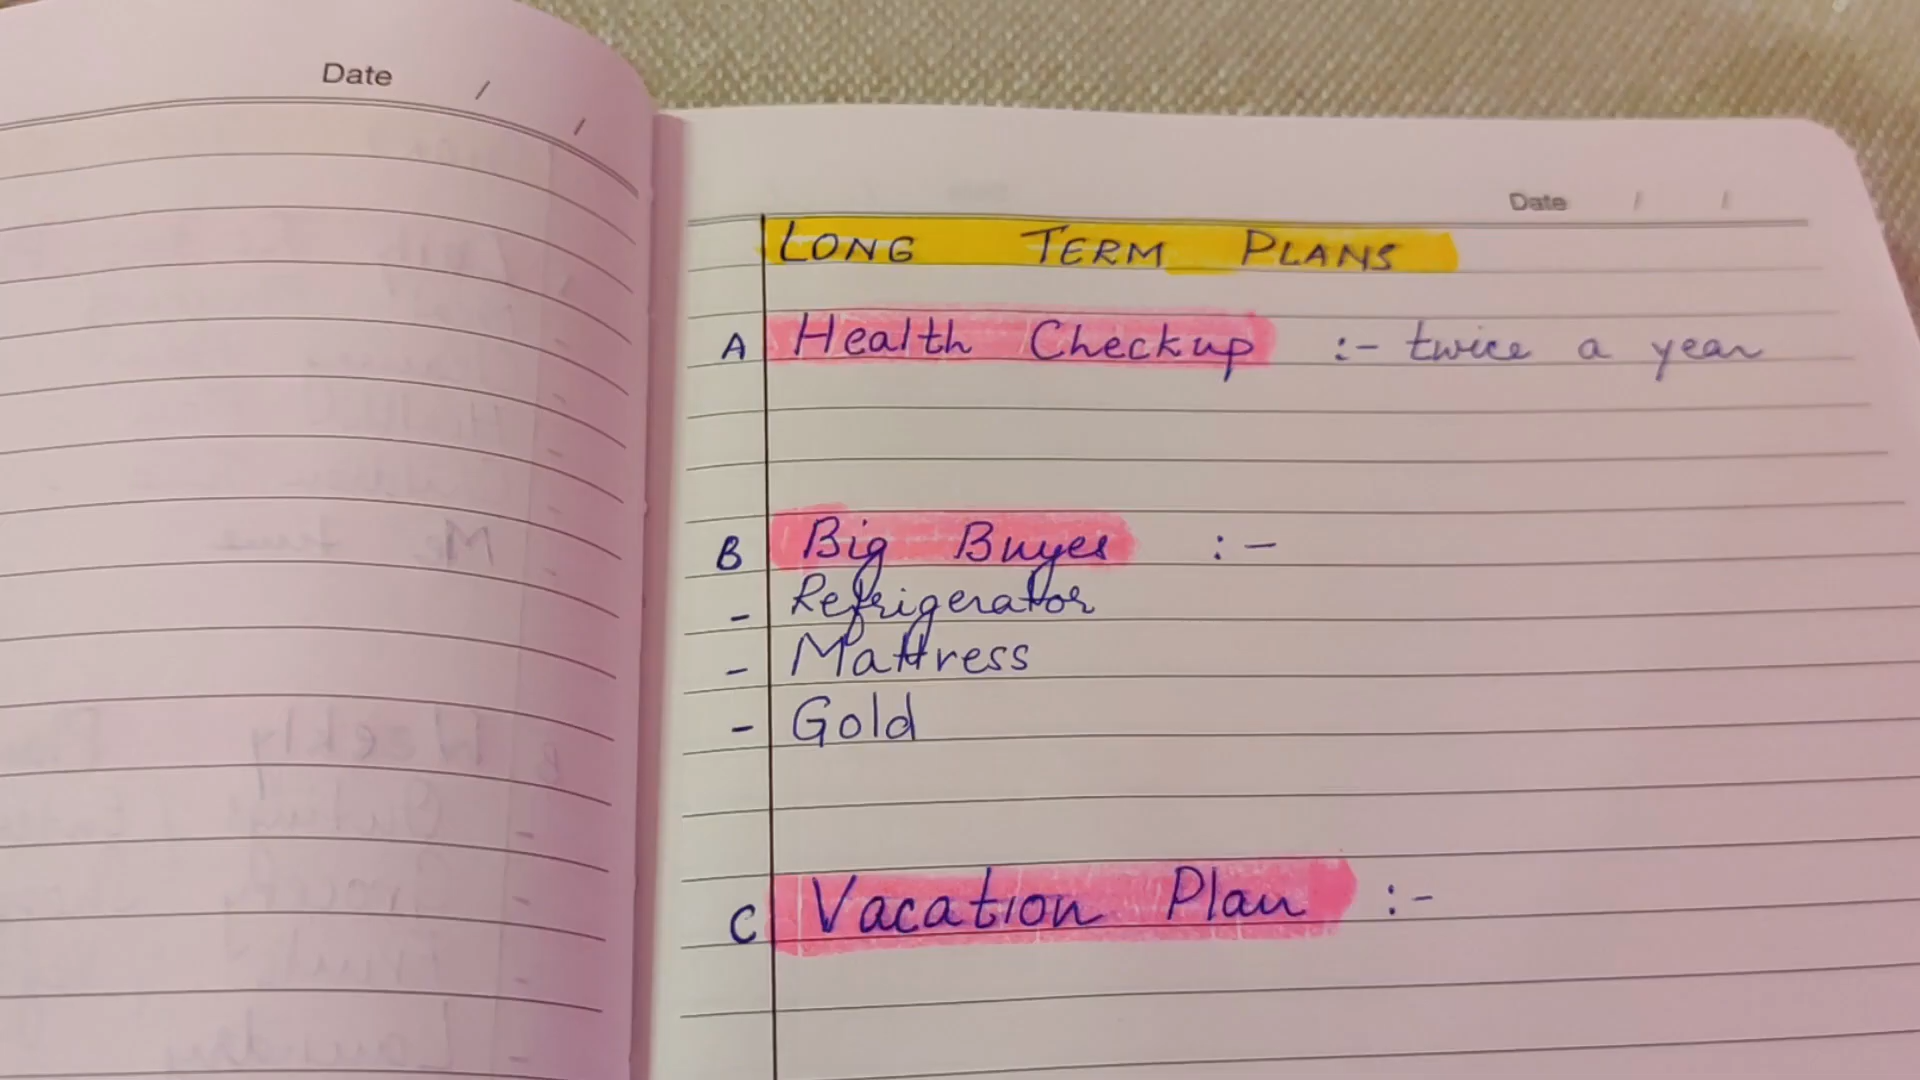 Date / /
Date / /
LONG TERM PLANS
A Health Checkup :- twice a year
B Big Buyes :-
- Refrigerator
- Mattress
- Gold
C Vacation Plan :-